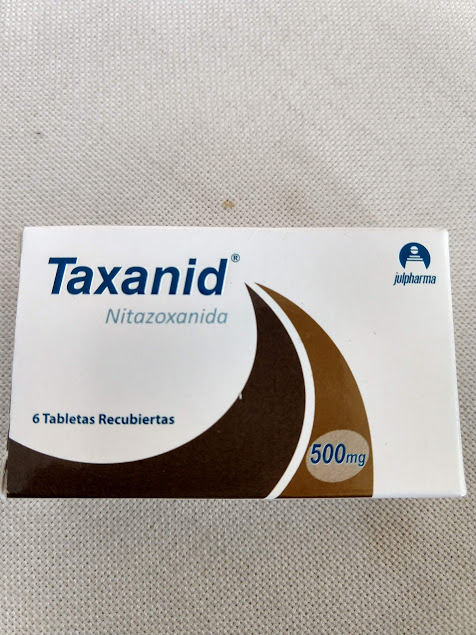 Taxanid®
julpharma
Nitazoxanida
6 Tabletas Recubiertas
500mg